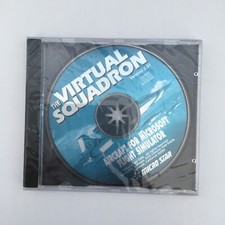 THE
VIRTUAL
SQUADRON
AIRCRAFT FOR MICROSOFT
FLIGHT SIMULATOR
MICRO STAR